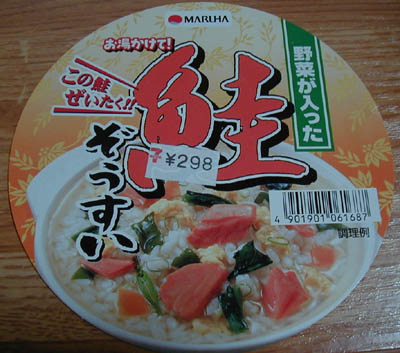 MARUHA
お湯かけて!
この鮭
ぜいたく!!
鮭
ぞうすい
野菜が入った
7 ¥298
4 901901 061687
調理例